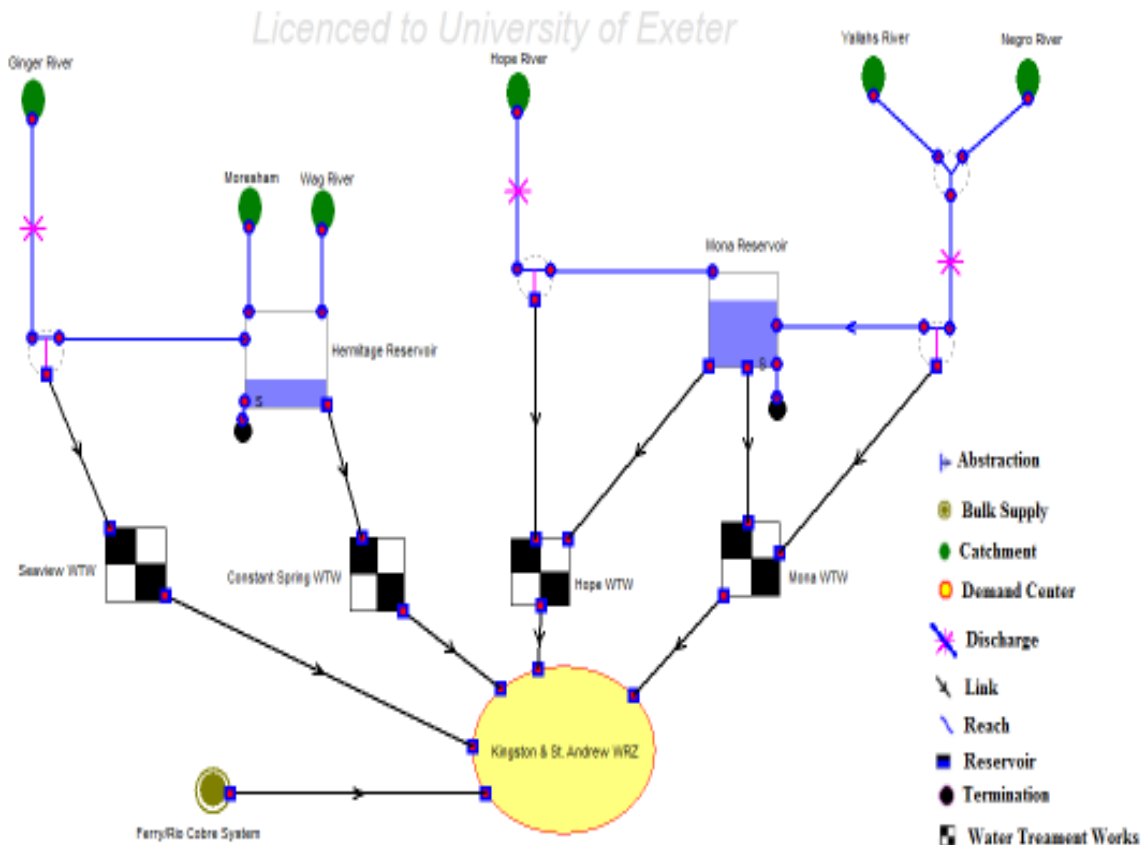 Licenced to University of Exeter
Ginger River
Hope River
Yallahs River
Negro River
Moresham
Wag River
Mona Reservoir
Hermitage Reservoir
S
S
Seaview WTW
Constant Spring WTW
Hope WTW
Mona WTW
Kingston & St. Andrew WRZ
Ferry/Rio Cobre System
Abstraction
Bulk Supply
Catchment
Demand Center
Discharge
Link
Reach
Reservoir
Termination
Water Treament Works